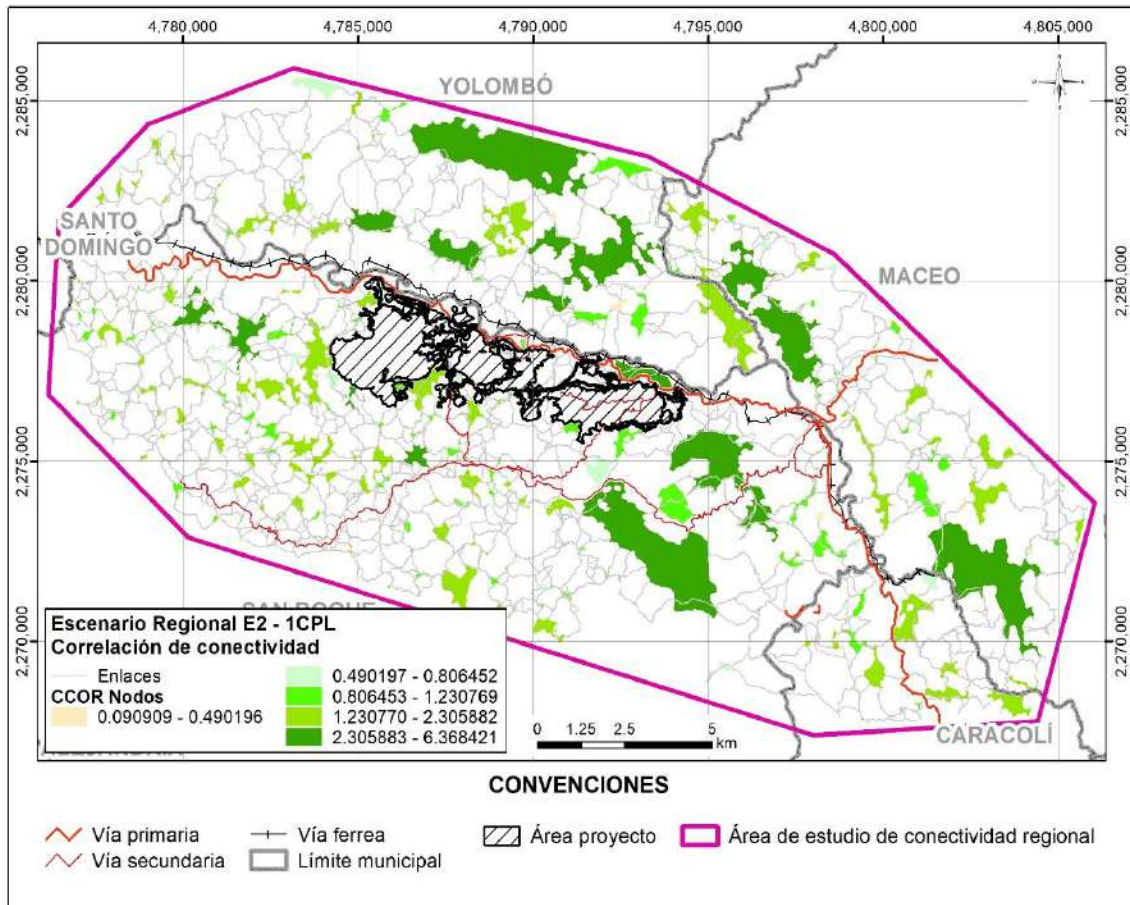 4,780,000 4,785,000 4,790,000 4,795,000 4,800,000 4,805,000
YOLOMBÓ
2,285,000 2,285,000
SANTO
DOMINGO
MACEO
2,280,000 2,280,000
2,275,000 2,275,000
SAN ROQUE
2,270,000 2,270,000
CARACOLÍ
Escenario Regional E2 - 1CPL
Correlación de conectividad
Enlaces
CCOR Nodos
0.090909 - 0.490196
0.490197 - 0.806452
0.806453 - 1.230769
1.230770 - 2.305882
2.305883 - 6.368421
0 1.25 2.5 5
km
CONVENCIONES
Vía primaria
Vía secundaria
Vía ferrea
Límite municipal
Área proyecto
Área de estudio de conectividad regional